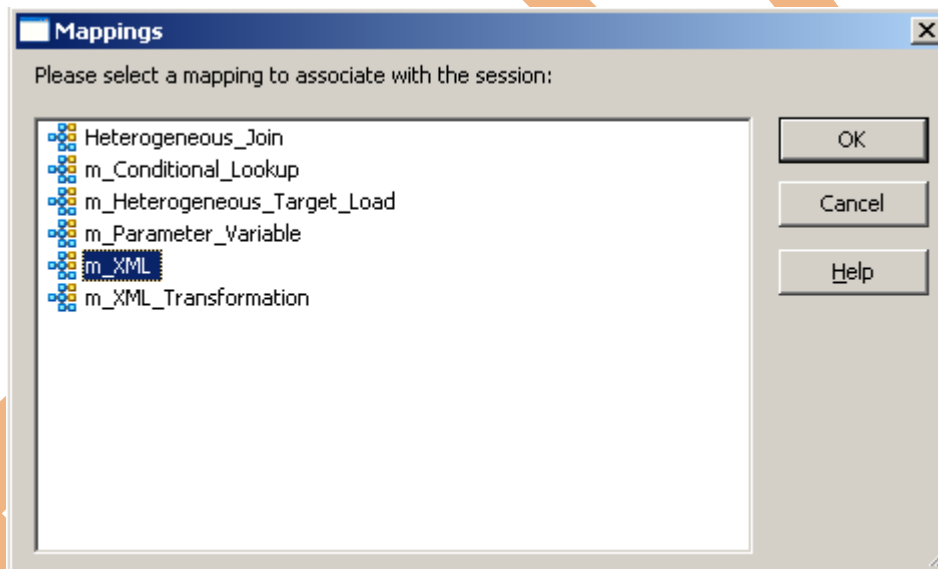 Mappings
Please select a mapping to associate with the session:
Heterogeneous_Join
m_Conditional_Lookup
m_Heterogeneous_Target_Load
m_Parameter_Variable
m_XML
m_XML_Transformation
OK
Cancel
Help